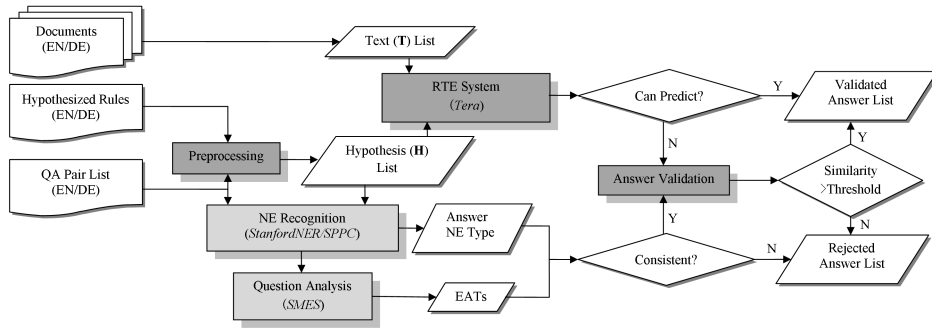 Documents
(EN/DE)
Text (T) List
Hypothesized Rules
(EN/DE)
RTE System
(Tera)
Can Predict?
Y
Validated
Answer List
N
Y
Preprocessing
Hypothesis (H)
List
QA Pair List
(EN/DE)
Answer Validation
Similarity
>Threshold
NE Recognition
(StanfordNER/SPPC)
Answer
NE Type
Y
N
Consistent?
N
Rejected
Answer List
Question Analysis
(SMES)
EATs